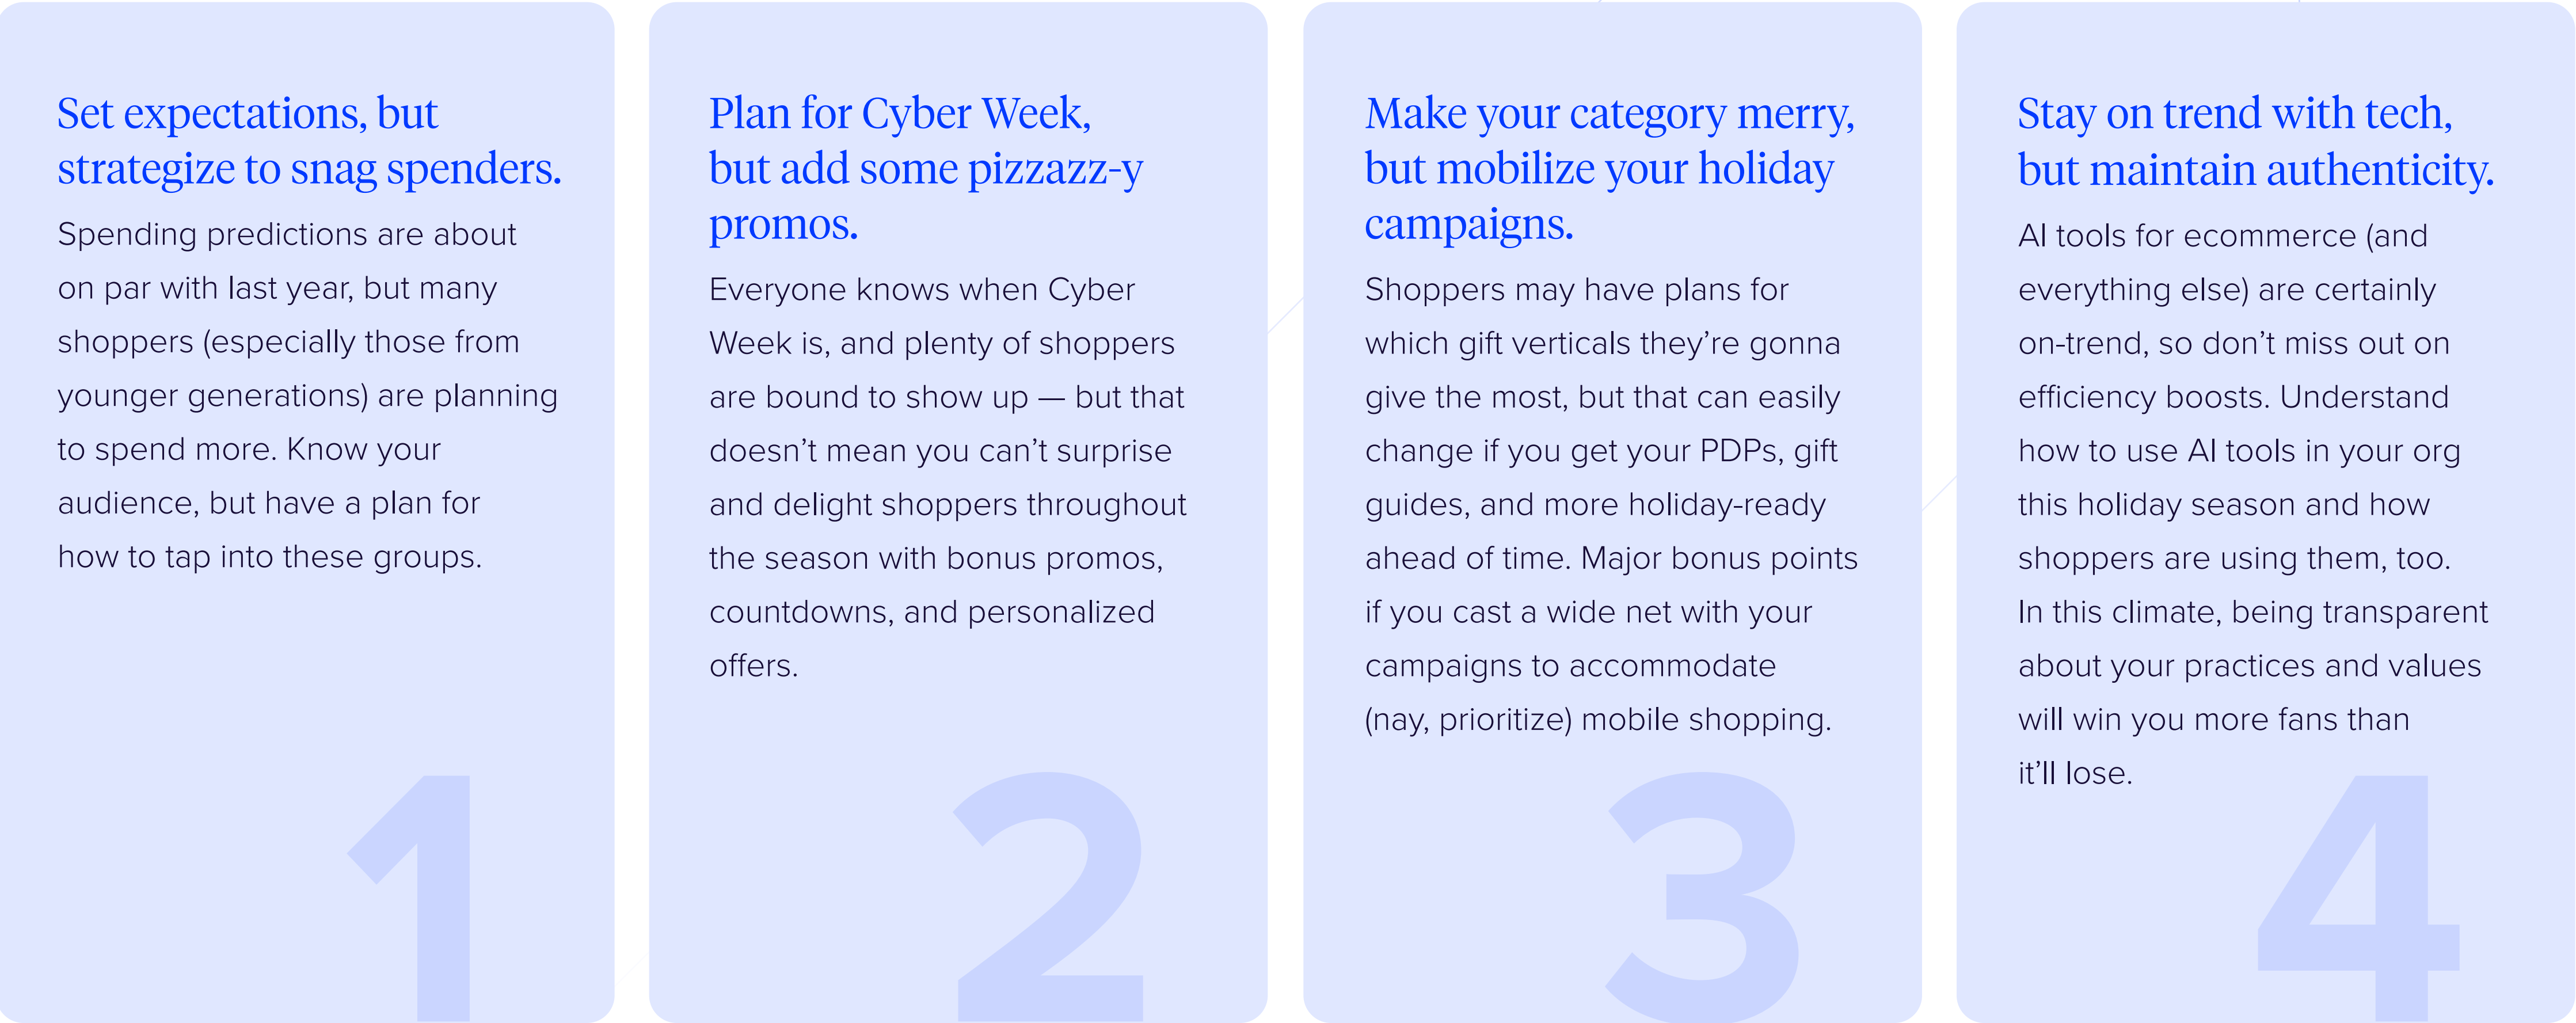 Set expectations, but
strategize to snag spenders.
Spending predictions are about
on par with last year, but many
shoppers (especially those from
younger generations) are planning
to spend more. Know your
audience, but have a plan for
how to tap into these groups.
1
Plan for Cyber Week,
but add some pizzazz-y
promos.
Everyone knows when Cyber
Week is, and plenty of shoppers
are bound to show up — but that
doesn’t mean you can’t surprise
and delight shoppers throughout
the season with bonus promos,
countdowns, and personalized
offers.
2
Make your category merry,
but mobilize your holiday
campaigns.
Shoppers may have plans for
which gift verticals they’re gonna
give the most, but that can easily
change if you get your PDPs, gift
guides, and more holiday-ready
ahead of time. Major bonus points
if you cast a wide net with your
campaigns to accommodate
(nay, prioritize) mobile shopping.
3
Stay on trend with tech,
but maintain authenticity.
AI tools for ecommerce (and
everything else) are certainly
on-trend, so don’t miss out on
efficiency boosts. Understand
how to use AI tools in your org
this holiday season and how
shoppers are using them, too.
In this climate, being transparent
about your practices and values
will win you more fans than
it’ll lose.
4